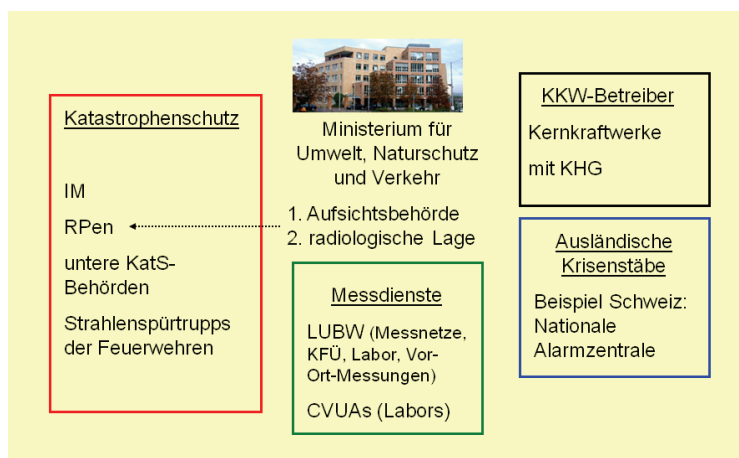 Katastrophenschutz
IM
RPen
untere KatS-
Behörden
Strahlenspürtrupps
der Feuerwehren
Ministerium für
Umwelt, Naturschutz
und Verkehr
1. Aufsichtsbehörde
2. radiologische Lage
Messdienste
LUBW (Messnetze,
KFÜ, Labor, Vor-
Ort-Messungen)
CVUAs (Labors)
KKW-Betreiber
Kernkraftwerke
mit KHG
Ausländische
Krisenstäbe
Beispiel Schweiz:
Nationale
Alarmzentrale